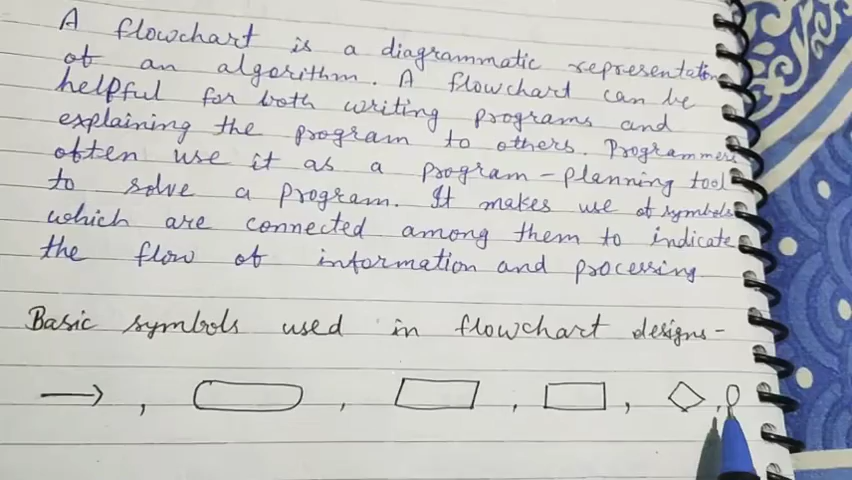 A flowchart is a diagrammatic representation
of an algorithm. A flowchart can be
helpful for both writing programs and
explaining the program to others. Programmers
often use it as a program-planning tool
to solve a program. It makes use of symbols
which are connected among them to indicate
the flow of information and processing.
Basic symbols used in flowchart designs-